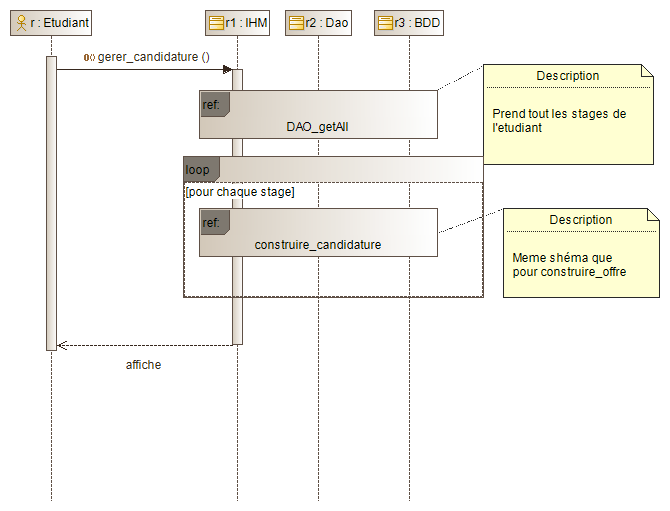 r : Etudiant
r1 : IHM
r2 : Dao
r3 : BDD
gerer_candidature ()
Description
Prend tout les stages de
l'etudiant
ref:
DAO_getAll
loop
[pour chaque stage]
ref:
construire_candidature
Description
Meme shéma que
pour construire_offre
affiche